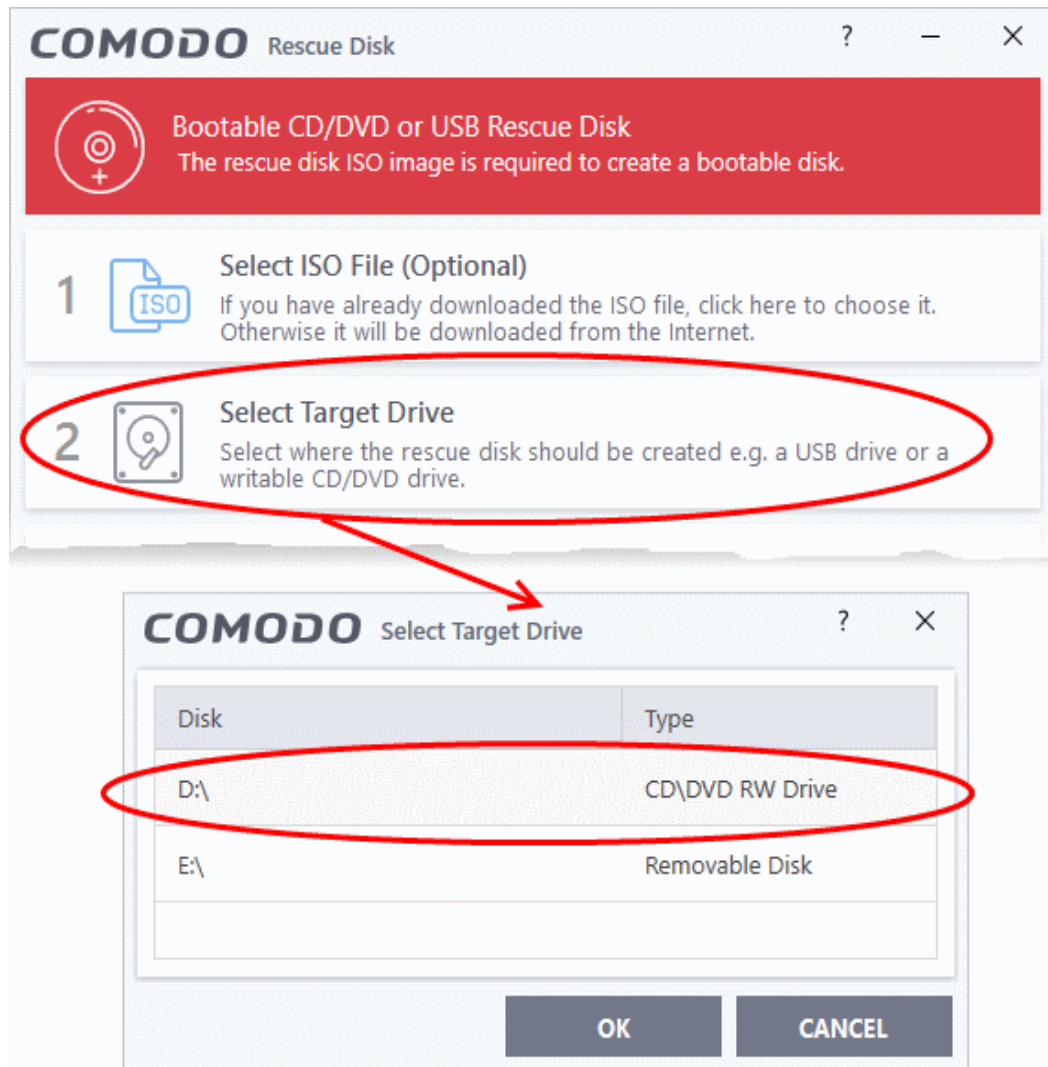 COMODO Rescue Disk ? – ×
Bootable CD/DVD or USB Rescue Disk
The rescue disk ISO image is required to create a bootable disk.
1 ISO
Select ISO File (Optional)
If you have already downloaded the ISO file, click here to choose it.
Otherwise it will be downloaded from the Internet.
2
Select Target Drive
Select where the rescue disk should be created e.g. a USB drive or a
writable CD/DVD drive.
COMODO Select Target Drive ? ×
Disk Type
D:\ CD\DVD RW Drive
E:\ Removable Disk
OK CANCEL